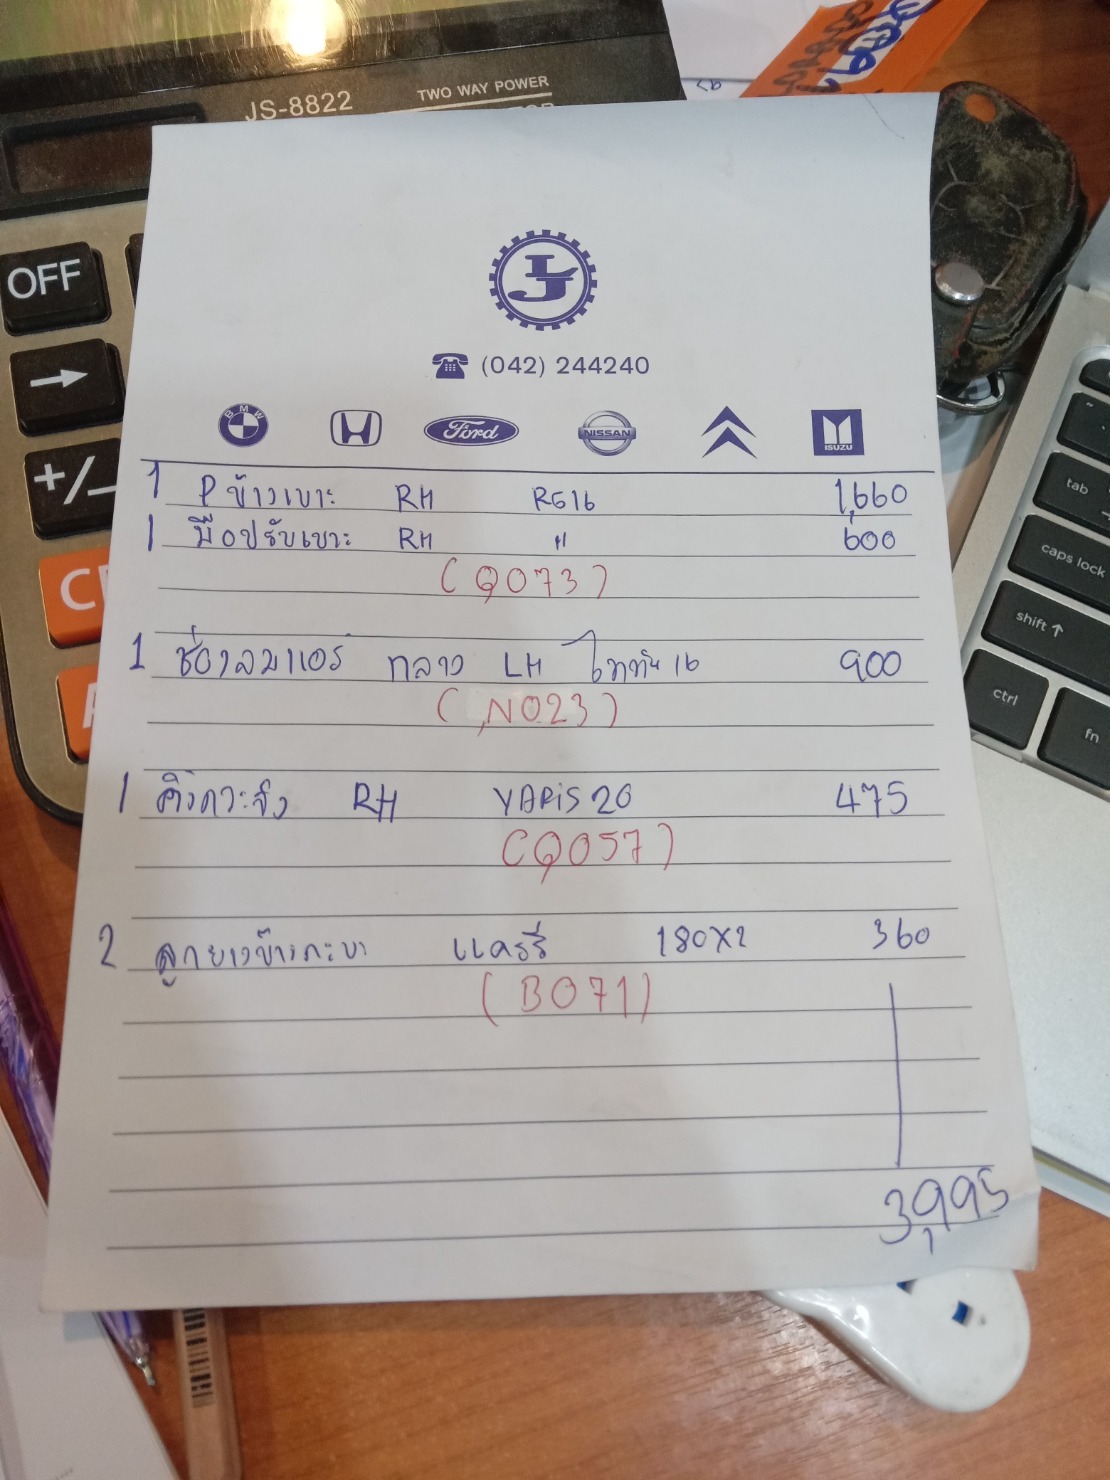 JS-8822 TWO WAY POWER
OFF
→
+/-
(042) 244240
BMW Ford NISSAN ISUZU
1 P ข้างเบาะ RH RG16 1,660
1 มือปรับเบาะ RH " 600
(Q073)
1 ช่องลมแอร์ กลาง LH ไททัน 16 900
(N023)
1 คิ้วกระจัง RH YARIS 20 475
(Q057)
2 ลูกยางข้างกะบะ แครรี่ 180x2 360
(B071)
3,995
tab
caps lock
shift ↑
ctrl
fn